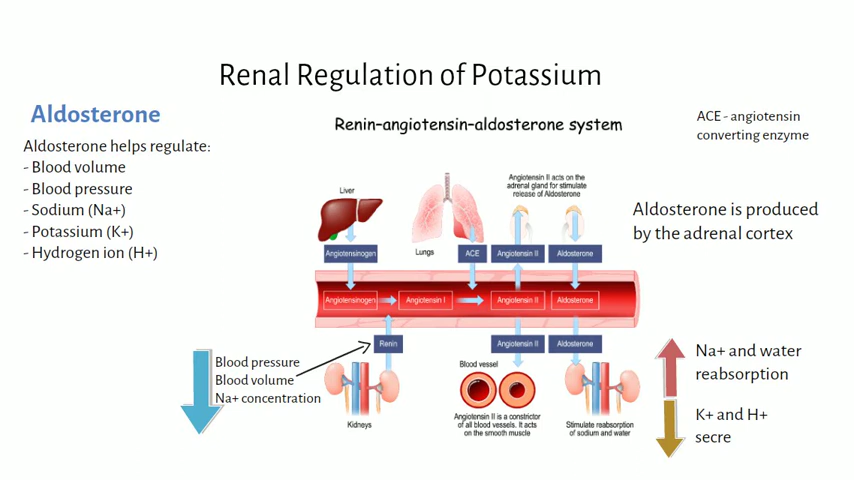 Renal Regulation of Potassium
Aldosterone
Aldosterone helps regulate:
- Blood volume
- Blood pressure
- Sodium (Na+)
- Potassium (K+)
- Hydrogen ion (H+)
Renin-angiotensin-aldosterone system
ACE - angiotensin
converting enzyme
Liver
Lungs
Angiotensin II acts on the
adrenal gland for stimulate
release of Aldosterone
Aldosterone is produced
by the adrenal cortex
Angiotensinogen
ACE
Angiotensin II
Aldosterone
Angiotensinogen
Angiotensin I
Angiotensin II
Aldosterone
Renin
Angiotensin II
Aldosterone
Blood pressure
Blood volume
Na+ concentration
Kidneys
Blood vessel
Angiotensin II is a constrictor
of all blood vessels. It acts
on the smooth muscle
Stimulate reabsorption
of sodium and water
Na+ and water
reabsorption
K+ and H+
secre